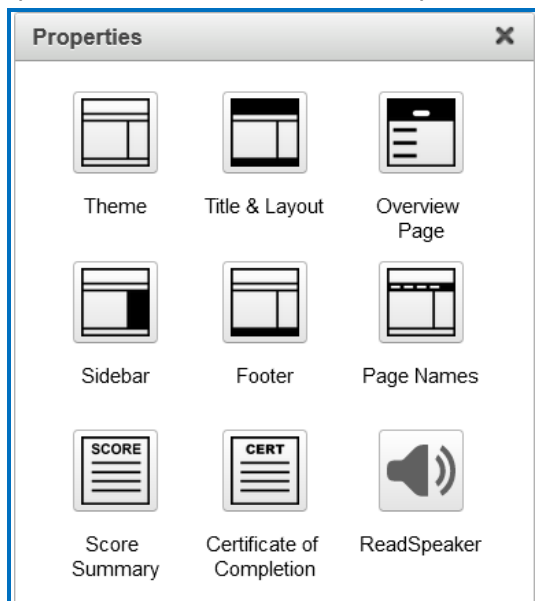 Properties
Theme
Title & Layout
Overview
Page
Sidebar
Footer
Page Names
SCORE
Score
Summary
CERT
Certificate of
Completion
ReadSpeaker